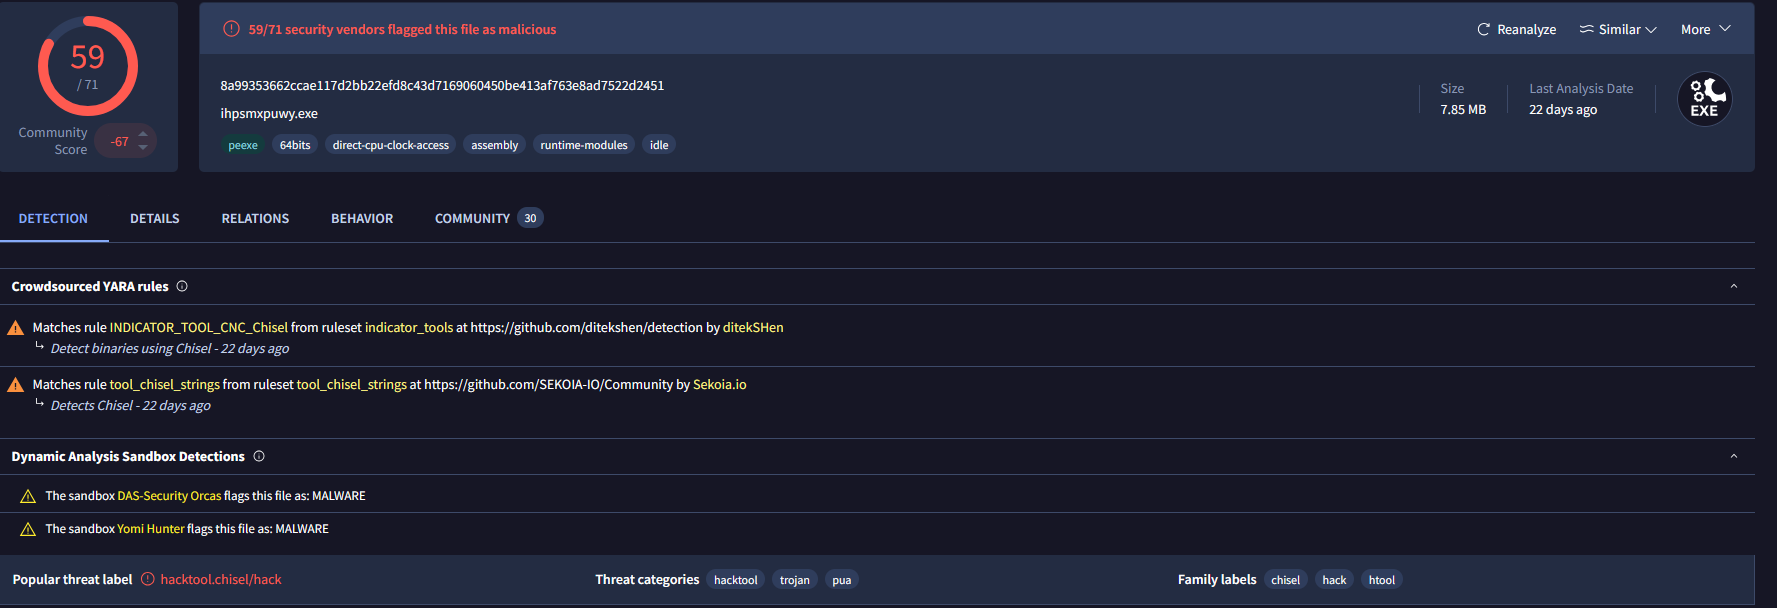 59
/ 71
Community Score
-67
59/71 security vendors flagged this file as malicious
Reanalyze
Similar
More
8a99353662ccae117d2bb22efd8c43d7169060450be413af763e8ad7522d2451
ihpsmxpuwy.exe
peexe
64bits
direct-cpu-clock-access
assembly
runtime-modules
idle
Size
7.85 MB
Last Analysis Date
22 days ago
EXE
DETECTION
DETAILS
RELATIONS
BEHAVIOR
COMMUNITY 30
Crowdsourced YARA rules
Matches rule INDICATOR_TOOL_CNC_Chisel from ruleset indicator_tools at https://github.com/ditekshen/detection by ditekSHen
Detect binaries using Chisel - 22 days ago
Matches rule tool_chisel_strings from ruleset tool_chisel_strings at https://github.com/SEKOIA-IO/Community by Sekoia.io
Detects Chisel - 22 days ago
Dynamic Analysis Sandbox Detections
The sandbox DAS-Security Orcas flags this file as: MALWARE
The sandbox Yomi Hunter flags this file as: MALWARE
Popular threat label hacktool.chisel/hack
Threat categories hacktool trojan pua
Family labels chisel hack htool